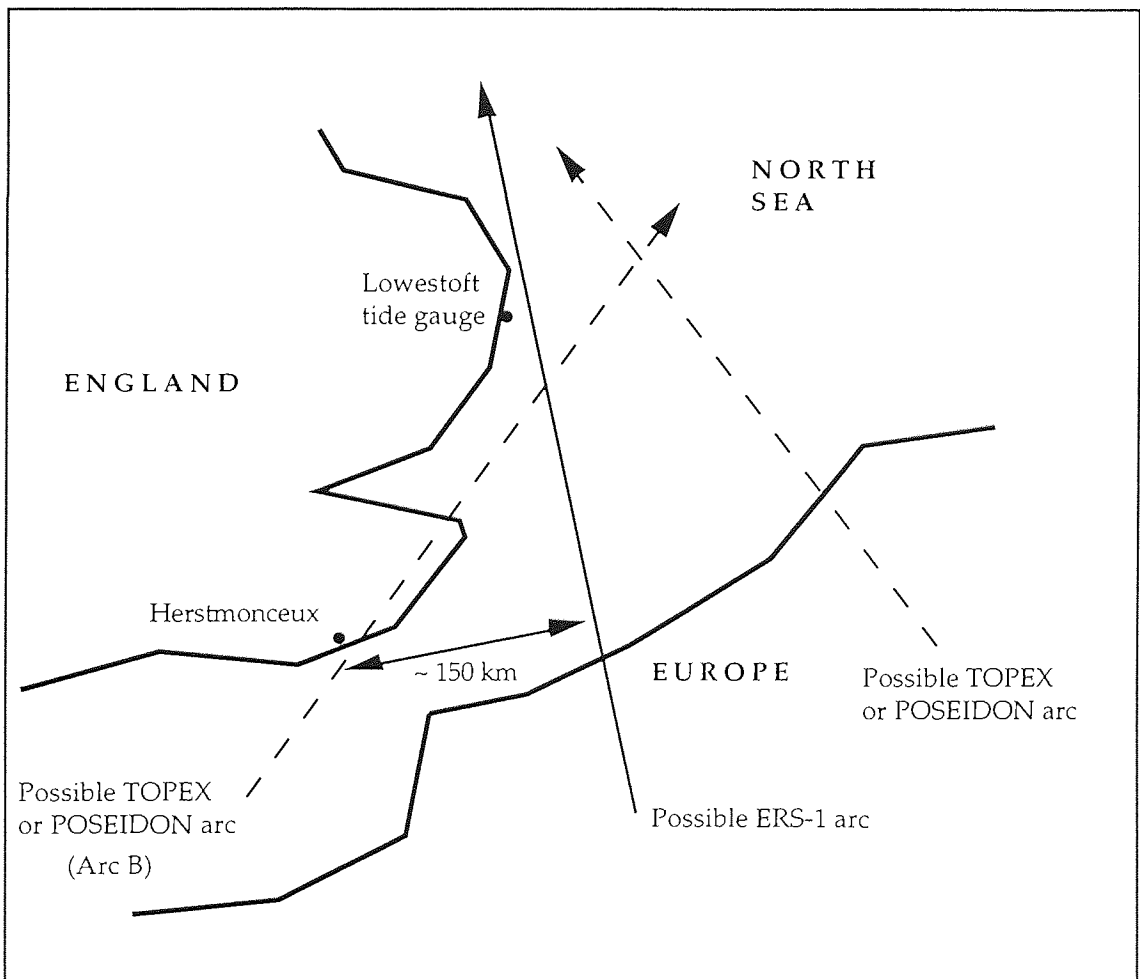 NORTH
SEA
Lowestoft
tide gauge
ENGLAND
Herstmonceux
~ 150 km
EUROPE
Possible TOPEX
or POSEIDON arc
Possible TOPEX
or POSEIDON arc
(Arc B)
Possible ERS-1 arc